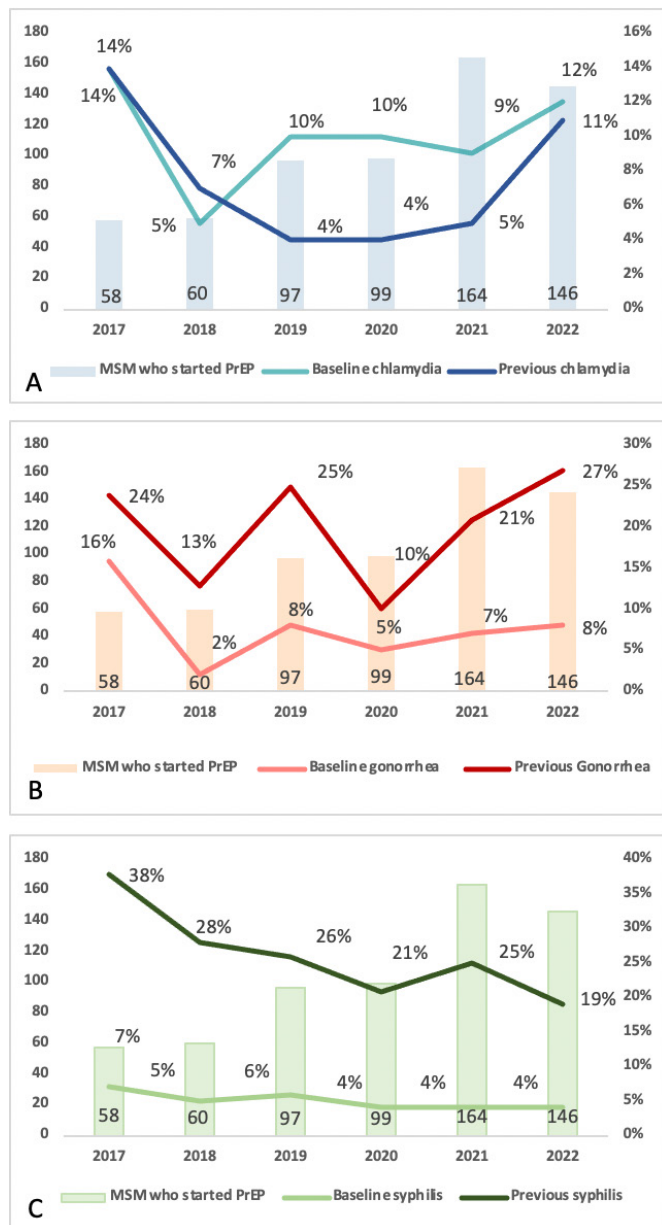 180 16%
14%
160 14%
12%
140 14% 12%
9%
120 10% 10% 10%
11%
100 7% 8%
80
6%
60 5% 4% 4% 5%
4%
40
20 2%
58 60 97 99 164 146
0 0%
2017 2018 2019 2020 2021 2022
MSM who started PrEP Baseline chlamydia Previous chlamydia
A
180 30%
160 25% 27%
24% 25%
140
21%
120 16% 13% 20%
100 10% 15%
80
8% 10%
60 5% 7% 8%
40 2% 5%
20
58 60 97 99 164 146
0 0%
2017 2018 2019 2020 2021 2022
MSM who started PrEP Baseline gonorrhea Previous Gonorrhea
B
180 40%
38%
160 35%
140 28% 30%
26% 25%
120 21% 25%
100 19% 20%
80
15%
60 7%
5% 6% 4% 4% 4% 10%
40
20 5%
58 60 97 99 164 146
0 0%
2017 2018 2019 2020 2021 2022
MSM who started PrEP Baseline syphilis Previous syphilis
C